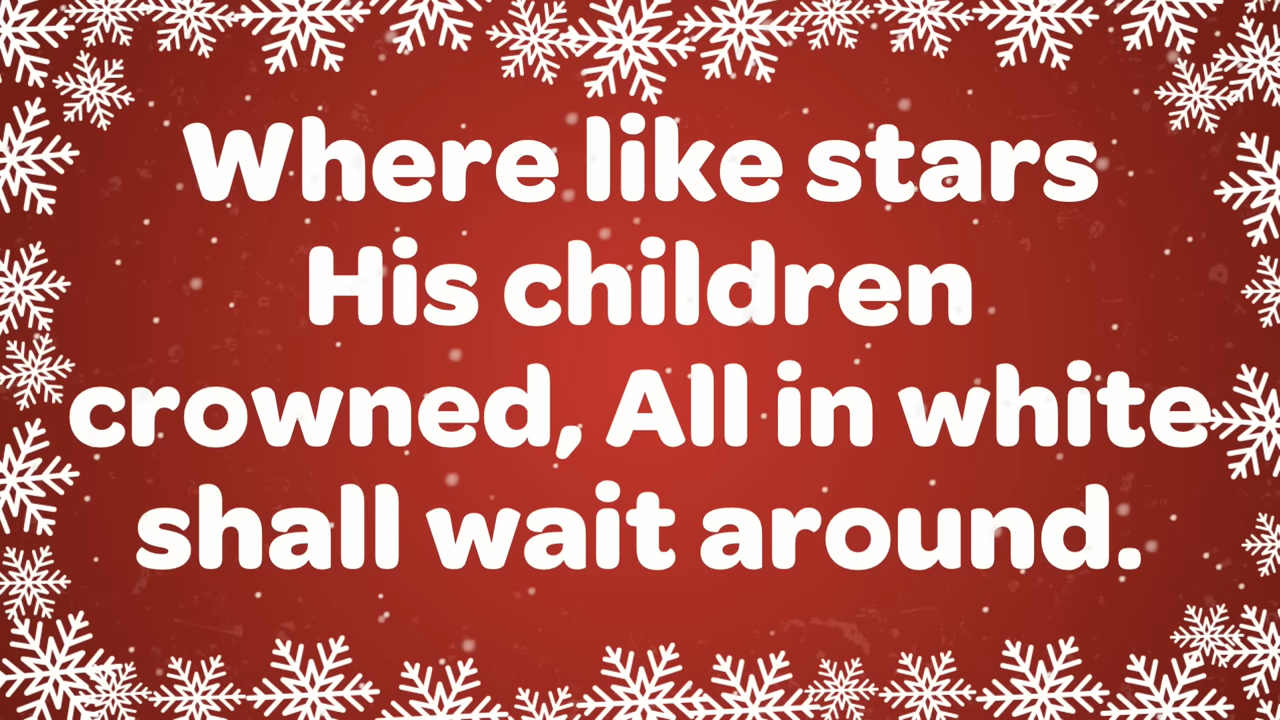 Where like stars
His children
crowned, All in white
shall wait around.